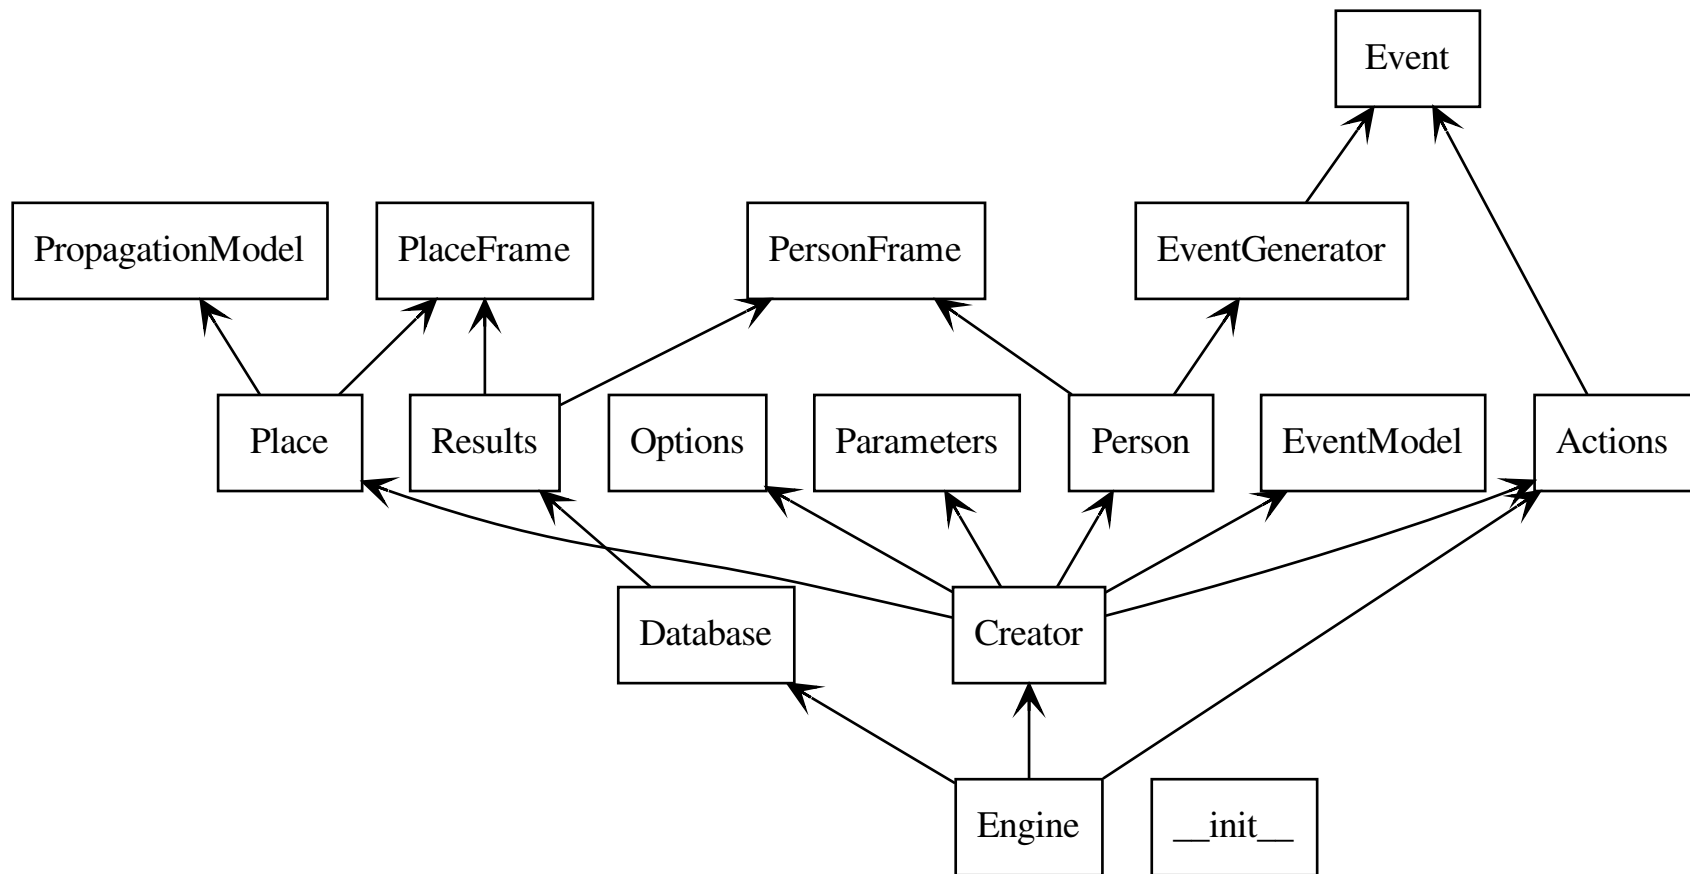 Event
PropagationModel
PlaceFrame
PersonFrame
EventGenerator
Place
Results
Options
Parameters
Person
EventModel
Actions
Database
Creator
Engine
__init__